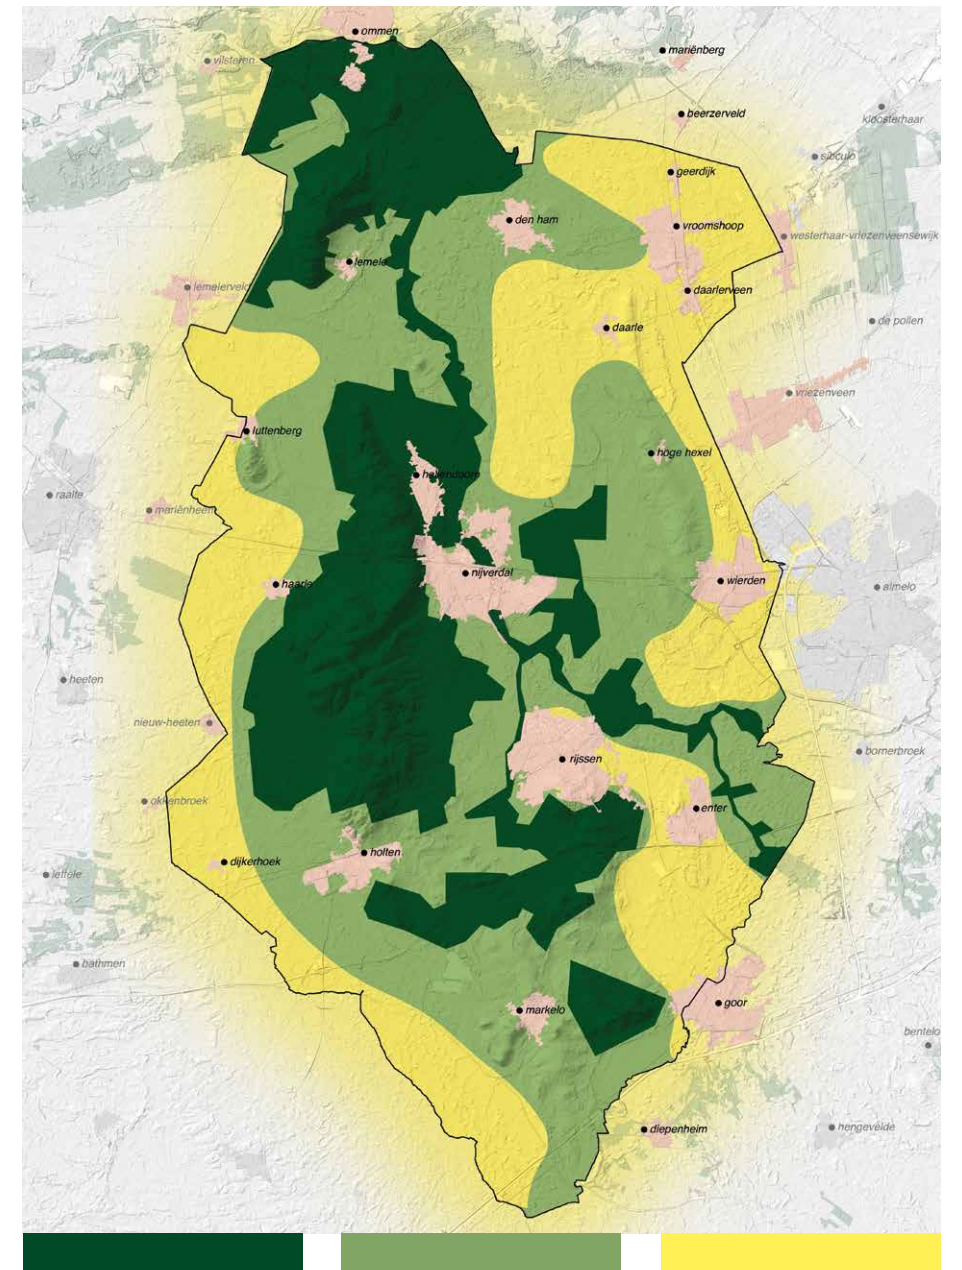 ommen
mariënberg
vilsteren
kloosterhaar
beerzerveld
sibculo
geerdijk
den ham
vroomshoop
westerhaar-vriezenveensewijk
lemele
lemelerveld
daarlerveen
de pollen
daarle
vriezenveen
luttenberg
hoge hexel
hellendoorn
raalte
mariënheem
nijverdal
wierden
haarle
almelo
heeten
nieuw-heeten
bornerbroek
rijssen
okkenbroek
enter
holten
dijkerhoek
lettele
bathmen
goor
markelo
bentelo
diepenheim
hengevelde